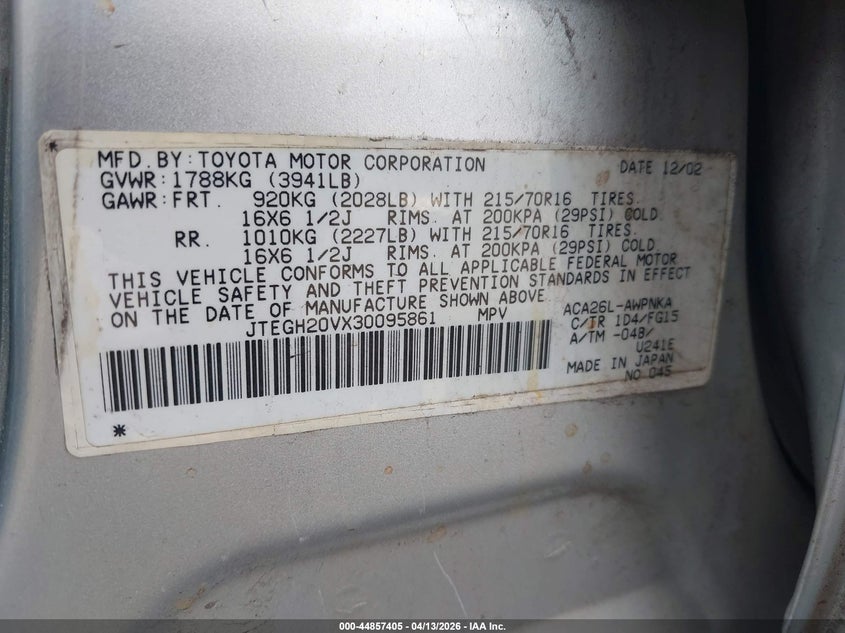 MFD. BY: TOYOTA MOTOR CORPORATION DATE 12/02
GVWR: 1788KG (3941LB)
GAWR: FRT. 920KG (2028LB) WITH 215/70R16 TIRES.
16X6 1/2J RIMS. AT 200KPA (29PSI) COLD.
RR. 1010KG (2227LB) WITH 215/70R16 TIRES.
16X6 1/2J RIMS. AT 200KPA (29PSI) COLD.
THIS VEHICLE CONFORMS TO ALL APPLICABLE FEDERAL MOTOR
VEHICLE SAFETY AND THEFT PREVENTION STANDARDS IN EFFECT
ON THE DATE OF MANUFACTURE SHOWN ABOVE.
JTEGH20VX30095861 MPV
ACA26L-AWPNKA
C/TR 1D4/FG15
A/TM -04B/
U241E
MADE IN JAPAN
NO.045
000-44857405 - 04/13/2026 - IAA Inc.